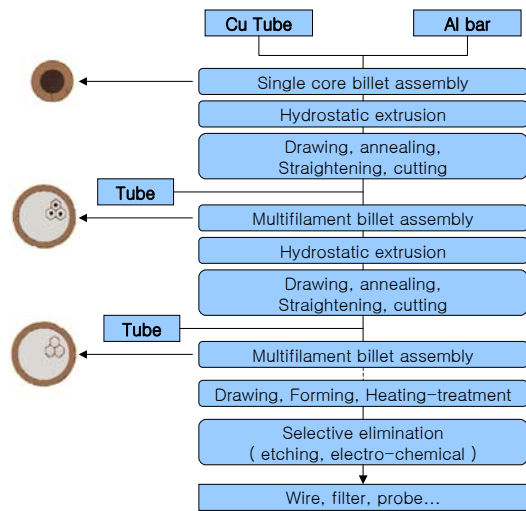 Cu Tube
Al bar
Single core billet assembly
Hydrostatic extrusion
Drawing, annealing,
Straightening, cutting
Tube
Multifilament billet assembly
Hydrostatic extrusion
Drawing, annealing,
Straightening, cutting
Tube
Multifilament billet assembly
Drawing, Forming, Heating-treatment
Selective elimination
( etching, electro-chemical )
Wire, filter, probe...